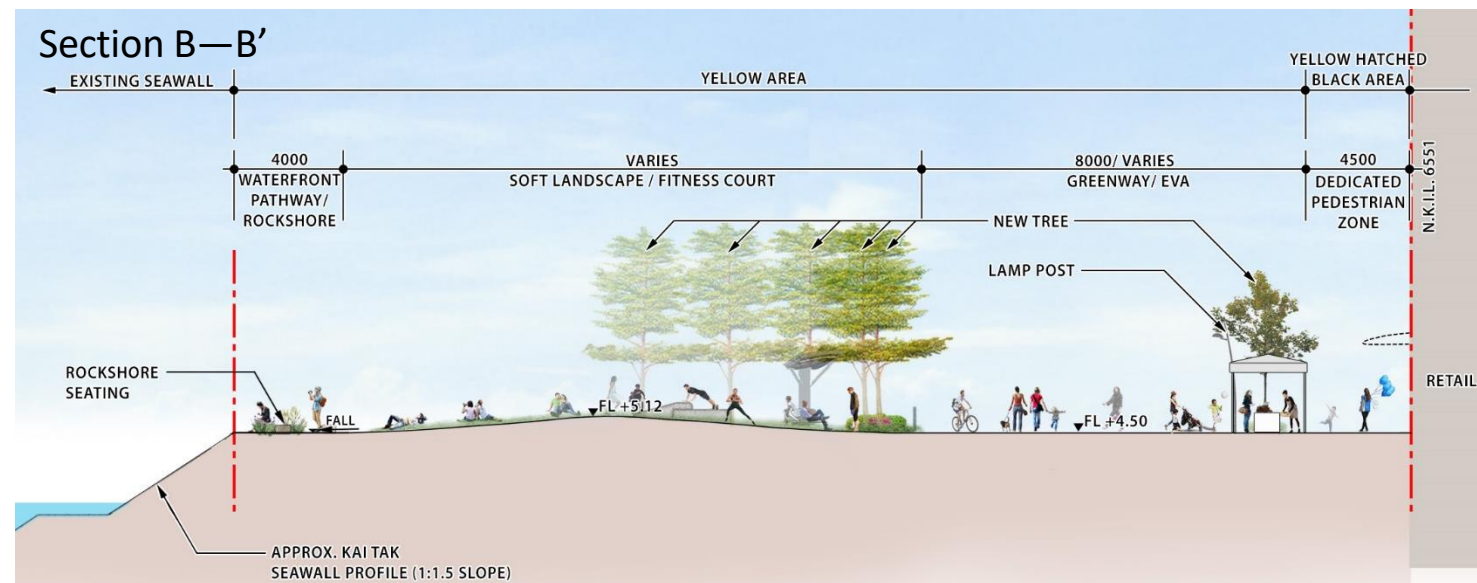 Section B—B’
EXISTING SEAWALL
YELLOW AREA
YELLOW HATCHED
BLACK AREA
4000
WATERFRONT
PATHWAY/
ROCKSHORE
VARIES
SOFT LANDSCAPE / FITNESS COURT
8000/ VARIES
GREENWAY/ EVA
4500
DEDICATED
PEDESTRIAN
ZONE
N.K.I.L. 6551
NEW TREE
LAMP POST
ROCKSHORE
SEATING
FALL
FL +5.12
FL +4.50
RETAIL
APPROX. KAI TAK
SEAWALL PROFILE (1:1.5 SLOPE)